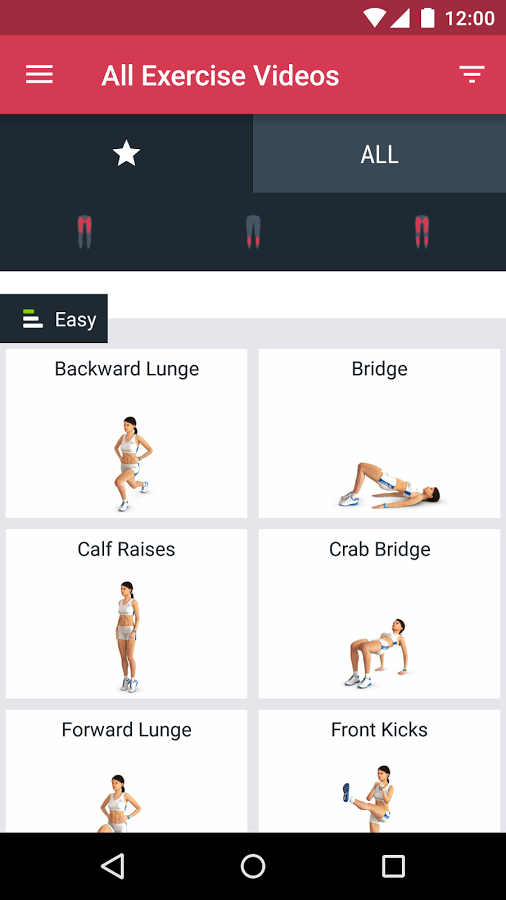 12:00
All Exercise Videos
ALL
Easy
Backward Lunge
Bridge
Calf Raises
Crab Bridge
Forward Lunge
Front Kicks